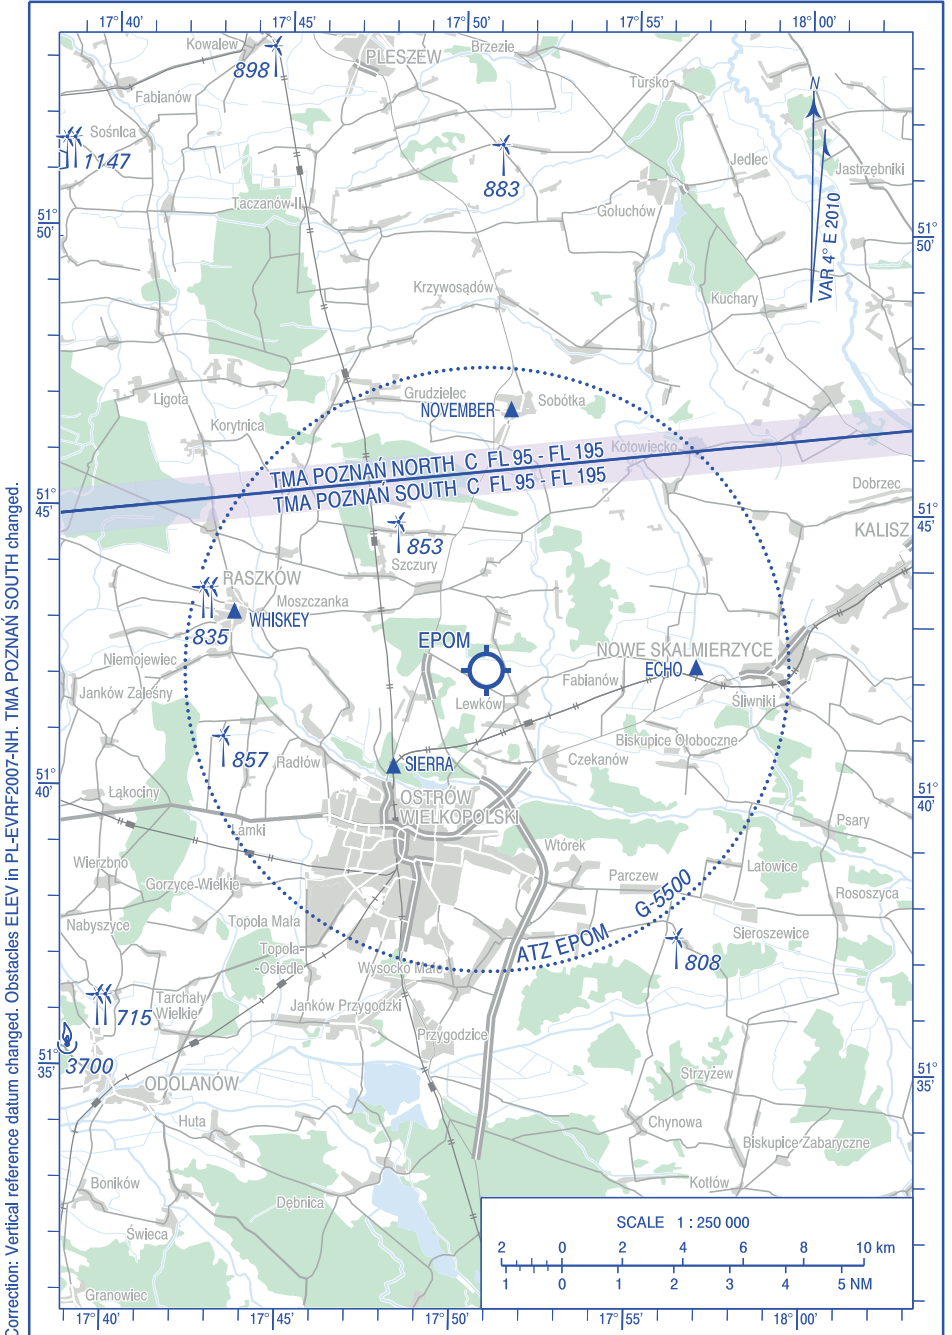 17°40' 17°45' 17°50' 17°55' 18°00'
Kowalew
PLESZEW
Brzezie
898
Fabianów
Tursko
N
Sośnica
1147
883
Jedlec
Jastrzębniki
Taczanów II
Gołuchów
51°
50'
51°
50'
VAR 4° E 2010
Krzywosądów
Kuchary
Ligota
Grudzielec
Sobótka
NOVEMBER
Korytnica
Kotowiecko
TMA POZNAŃ NORTH C FL 95 - FL 195
TMA POZNAŃ SOUTH C FL 95 - FL 195
51°
45'
51°
45'
Dobrzec
KALISZ
853
Szczury
RASZKÓW
Moszczanka
WHISKEY
835
EPOM
NOWE SKALMIERZYCE
ECHO
Niemojewiec
Fabianów
Janków Zaleśny
Lewków
Śliwniki
857
Radłów
SIERRA
Biskupice Ołoboczne
Czekanów
51°
40'
51°
40'
Łąkociny
OSTRÓW
WIELKOPOLSKI
Psary
Łamki
Wierzbno
Wtórek
Latowice
Gorzyce Wielkie
Parczew
Rososzyca
G-5500
Nabyszyce
Topola Mała
Sieroszewice
ATZ EPOM
Topola-
-Osiedle
Wysocko Małe
808
Tarchały
Wielkie
715
Janków Przygodzki
Przygodzice
3700
51°
35'
51°
35'
ODOLANÓW
Strzyżew
Huta
Chynowa
Biskupice Zabaryczne
Boników
Kotłów
Dębnica
Świeca
Granowiec
SCALE 1 : 250 000
2 0 2 4 6 8 10 km
1 0 1 2 3 4 5 NM
17°40' 17°45' 17°50' 17°55' 18°00'
Correction: Vertical reference datum changed. Obstacles ELEV in PL-EVRF2007-NH. TMA POZNAŃ SOUTH changed.